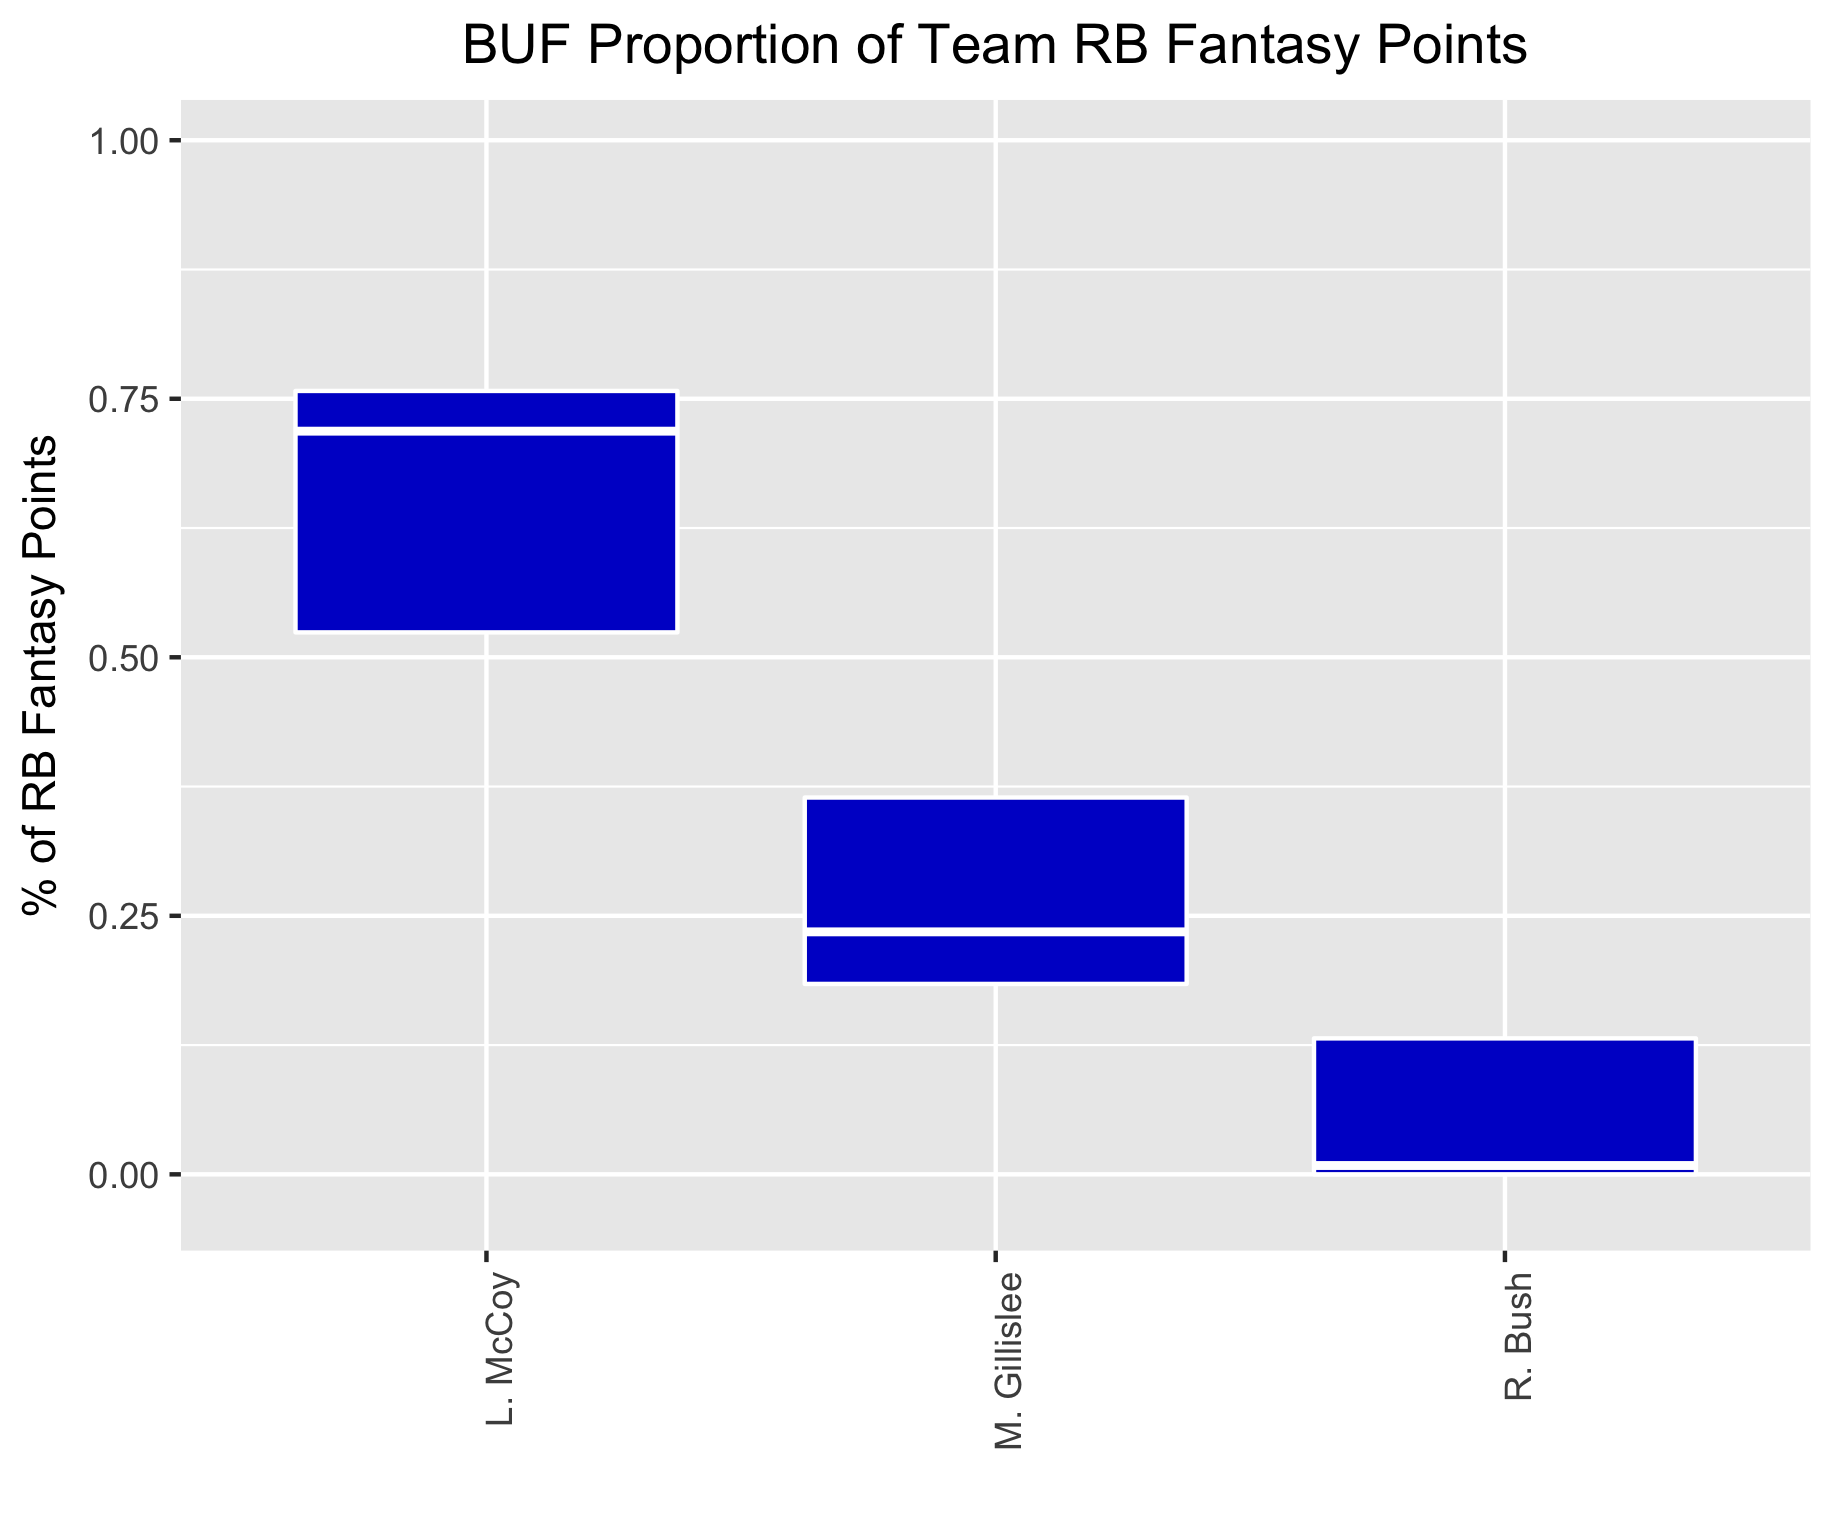 BUF Proportion of Team RB Fantasy Points
% of RB Fantasy Points
1.00
0.75
0.50
0.25
0.00
L. McCoy
M. Gillislee
R. Bush